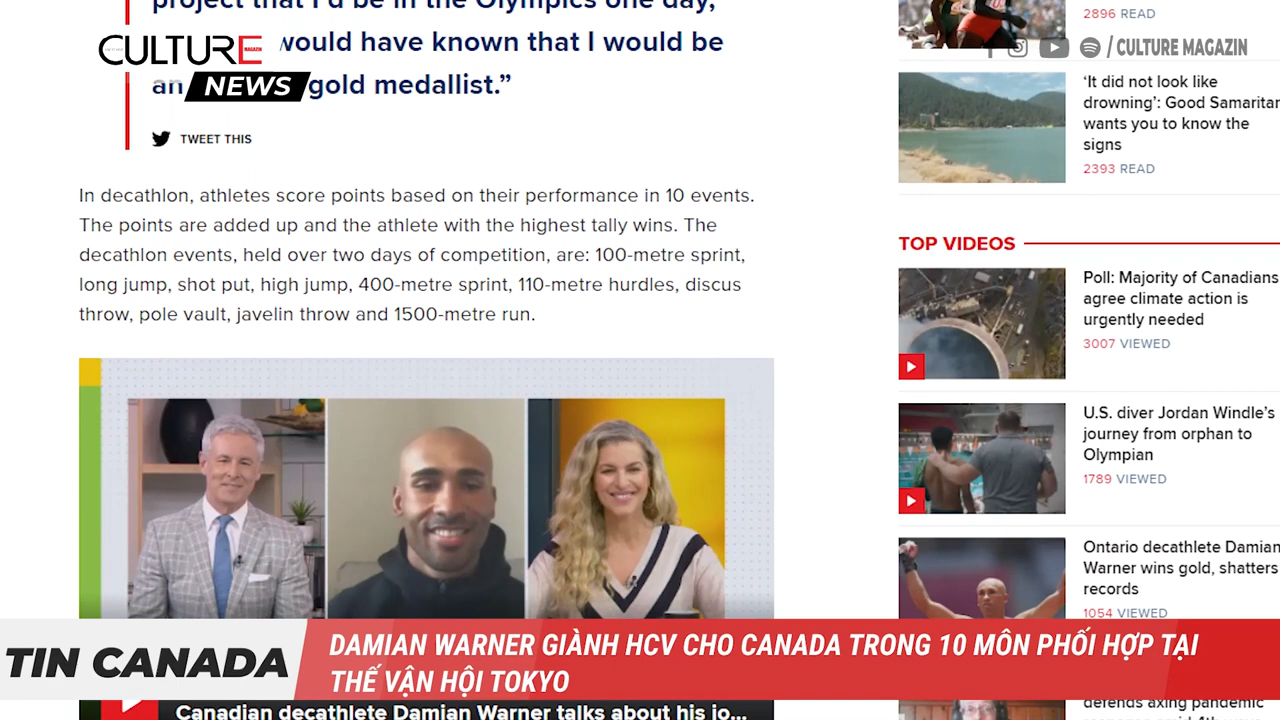 project that I'd be in the Olympics one day,
would have known that I would be
an
gold medallist.”
CULTURE
MAGAZIN
NEWS
TWEET THIS
In decathlon, athletes score points based on their performance in 10 events.
The points are added up and the athlete with the highest tally wins. The
decathlon events, held over two days of competition, are: 100-metre sprint,
long jump, shot put, high jump, 400-metre sprint, 110-metre hurdles, discus
throw, pole vault, javelin throw and 1500-metre run.
2896 READ
/ CULTURE MAGAZIN
‘It did not look like
drowning’: Good Samaritan
wants you to know the
signs
2393 READ
TOP VIDEOS
Poll: Majority of Canadians
agree climate action is
urgently needed
3007 VIEWED
U.S. diver Jordan Windle’s
journey from orphan to
Olympian
1789 VIEWED
Ontario decathlete Damian
Warner wins gold, shatters
records
1054 VIEWED
TIN CANADA
DAMIAN WARNER GIÀNH HCV CHO CANADA TRONG 10 MÔN PHỐI HỢP TẠI
THẾ VẬN HỘI TOKYO
Canadian decathlete Damian Warner talks about his jo...
defends axing pandemic